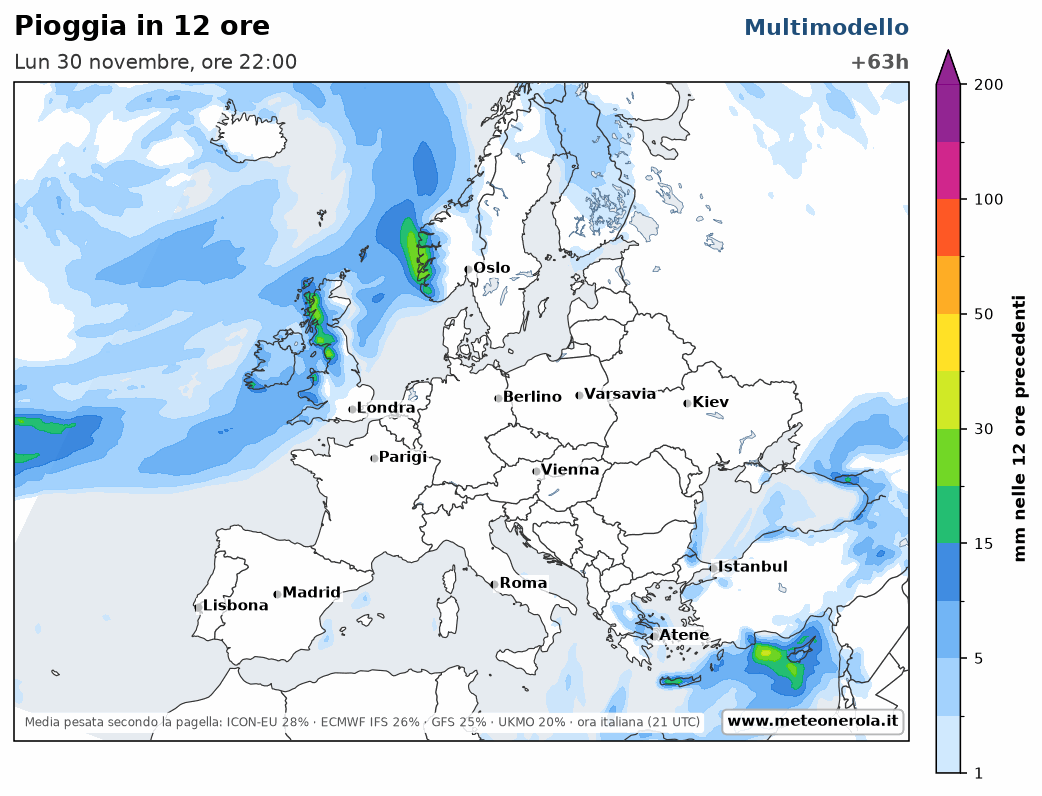 Pioggia in 12 ore
Multimodello
Lun 30 novembre, ore 22:00
+63h
200
100
50
30
15
5
1
mm nelle 12 ore precedenti
Oslo
Berlino
Varsavia
Kiev
Londra
Parigi
Vienna
Istanbul
Roma
Madrid
Lisbona
Atene
Media pesata secondo la pagella: ICON-EU 28% · ECMWF IFS 26% · GFS 25% · UKMO 20% · ora italiana (21 UTC)
www.meteonerola.it